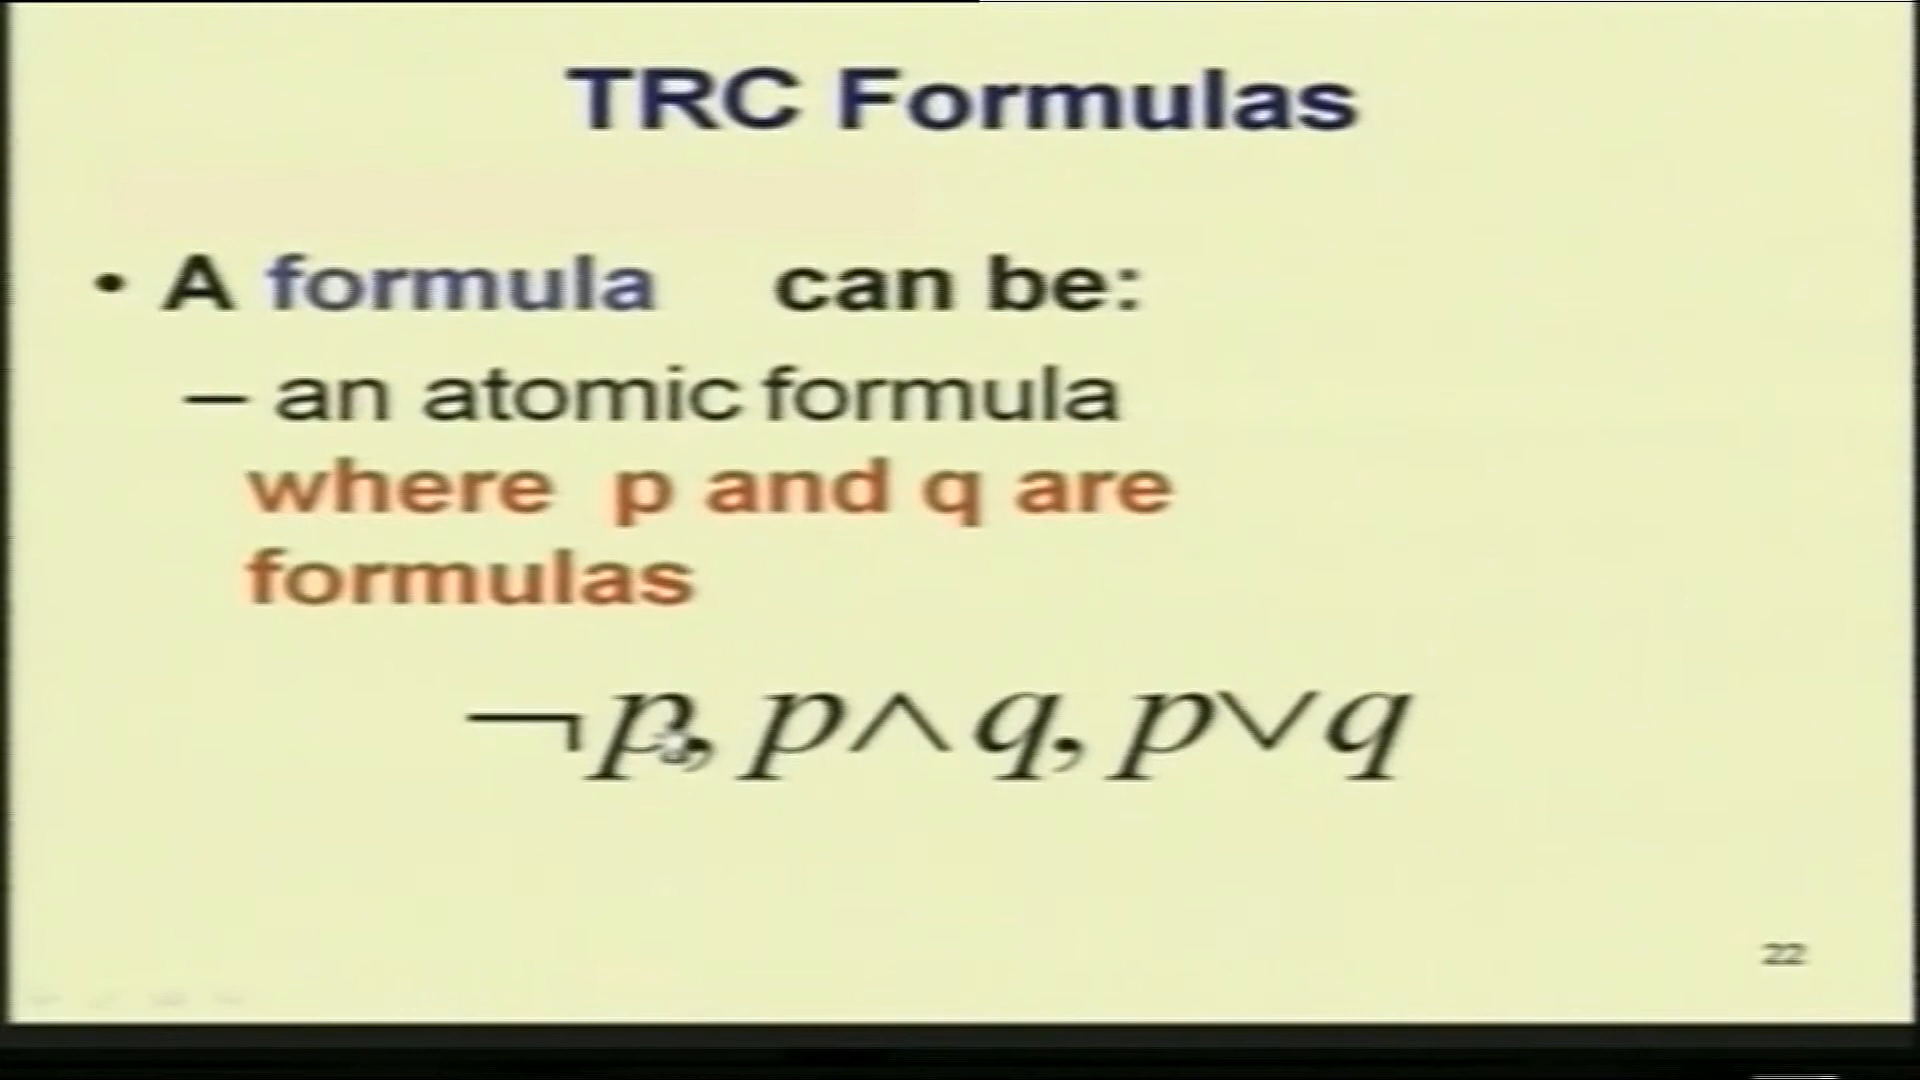 TRC Formulas
• A formula can be:
– an atomic formula
where p and q are
formulas
¬p, p∧q, p∨q
22